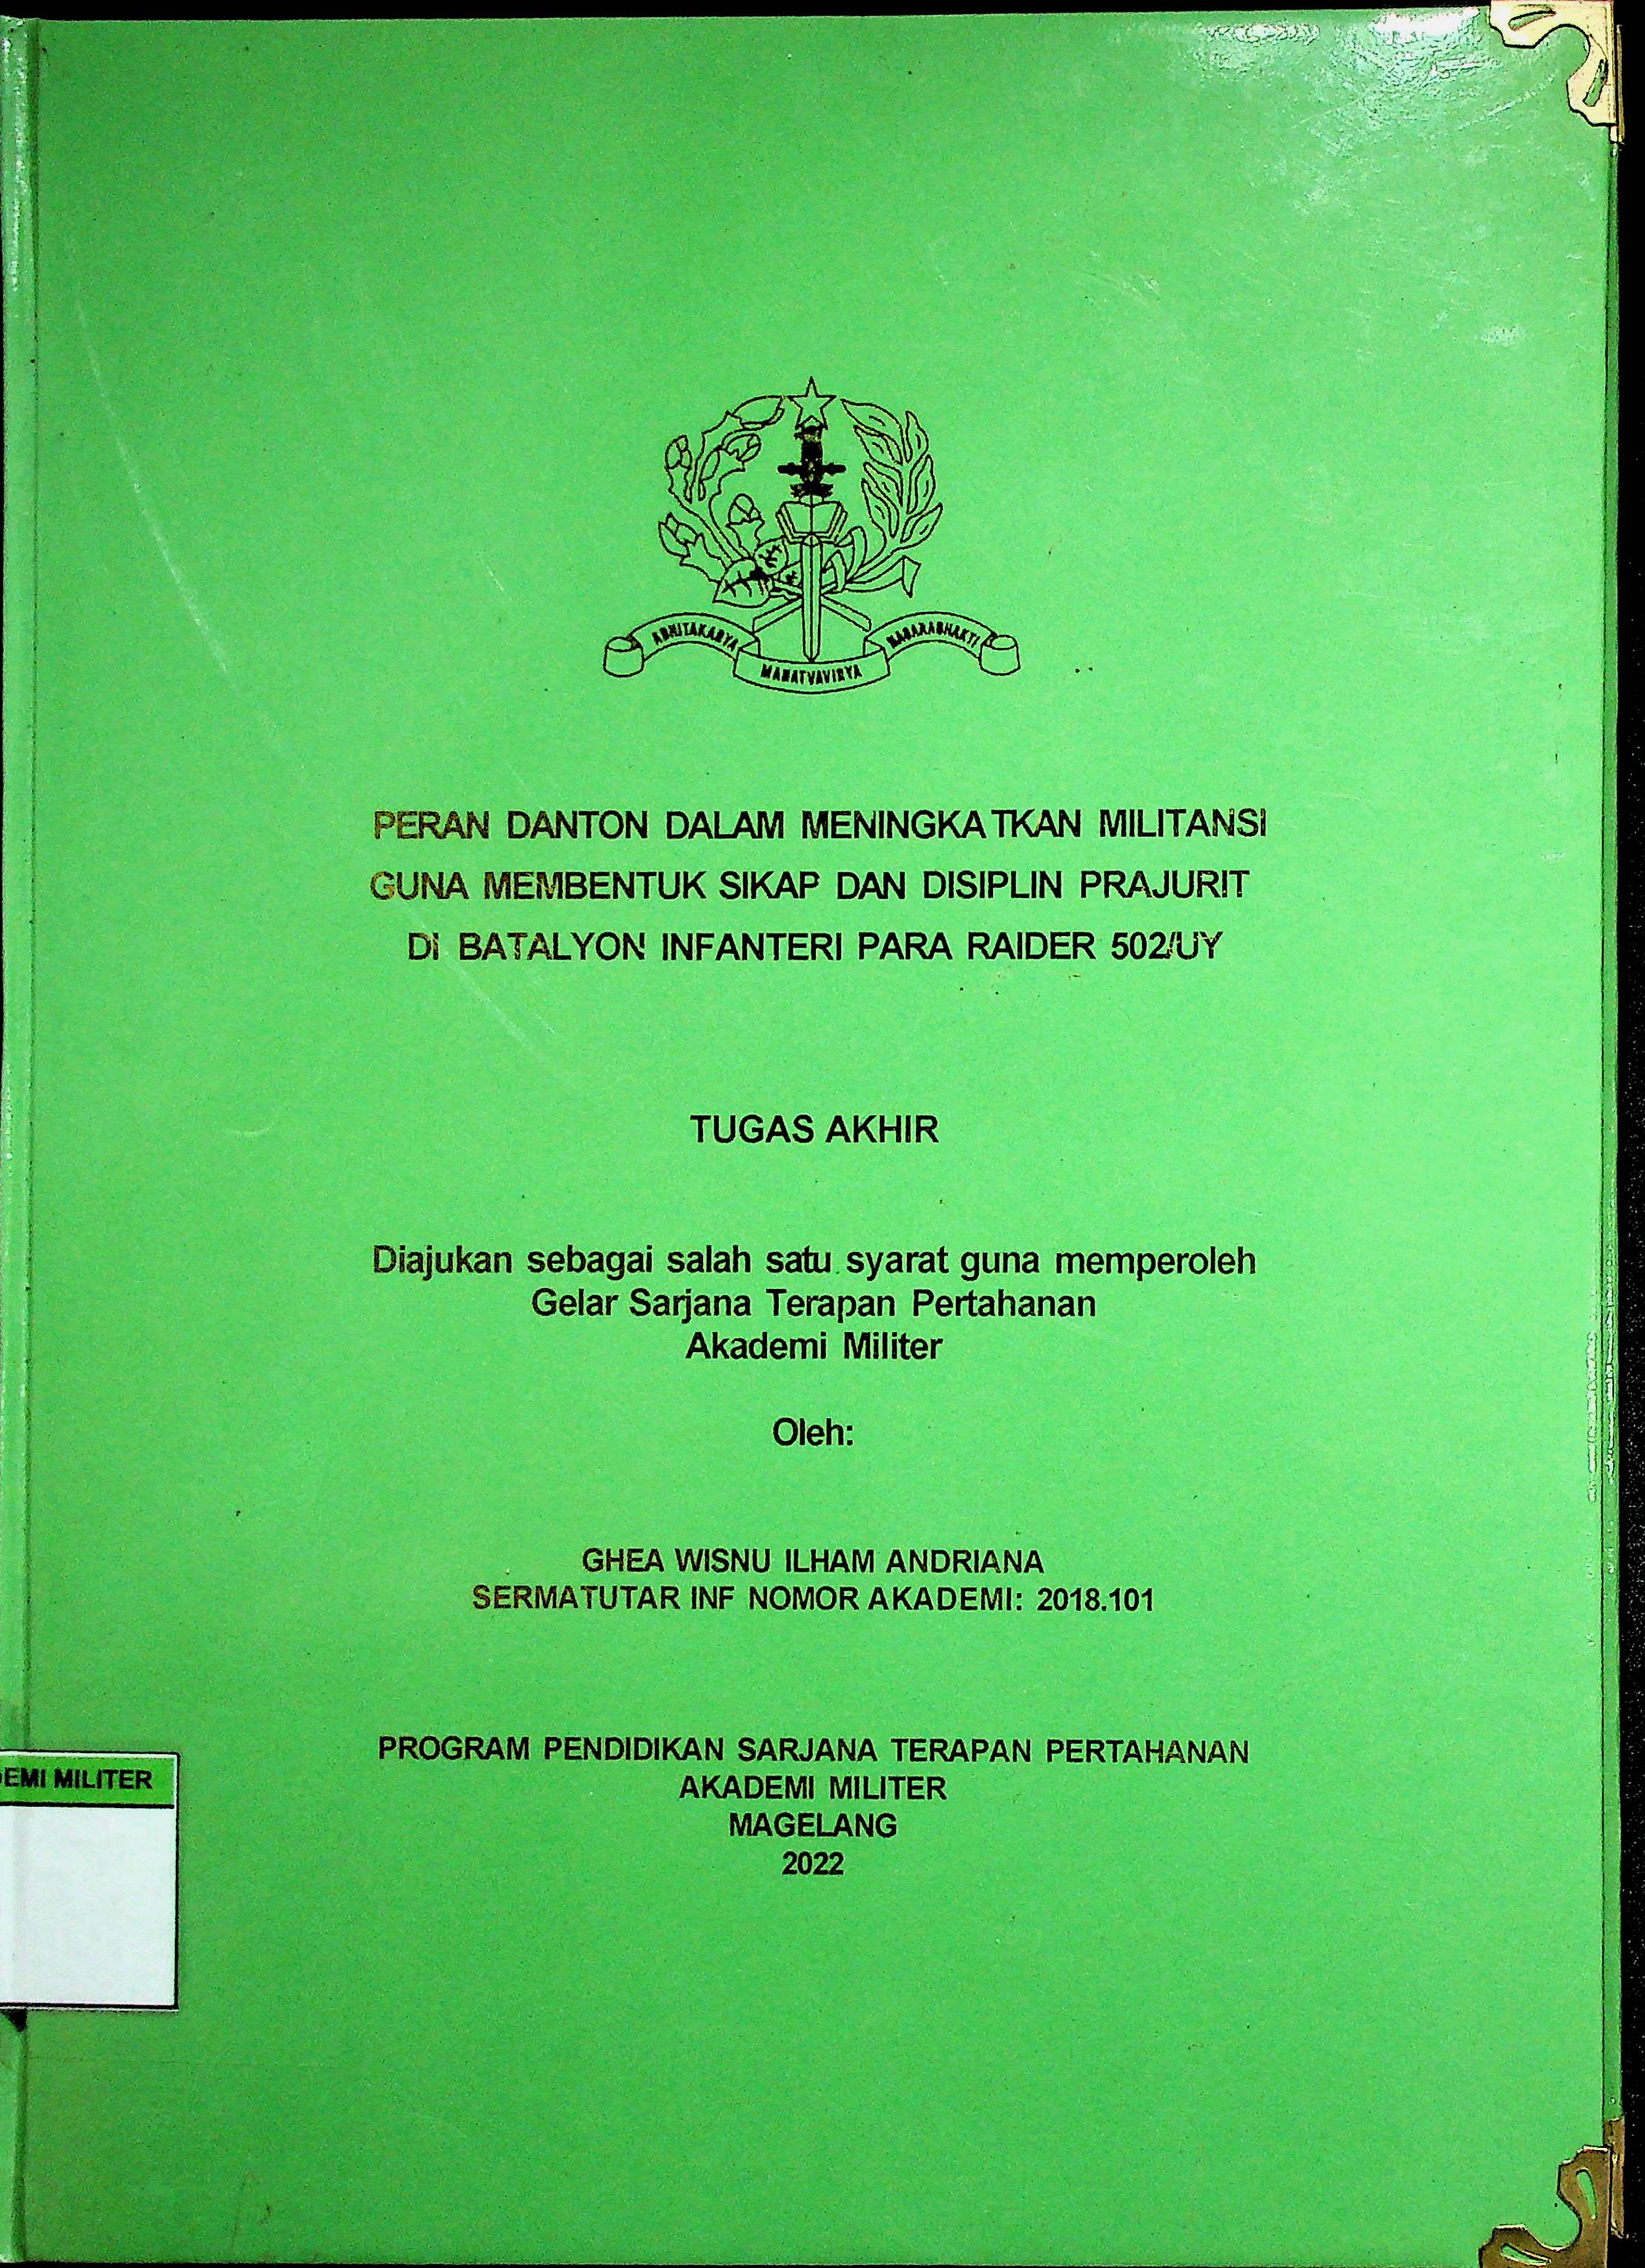 ADHITAKARYA
MAHATVAVIRYA
NAGARABHAKTI
PERAN DANTON DALAM MENINGKATKAN MILITANSI
GUNA MEMBENTUK SIKAP DAN DISIPLIN PRAJURIT
DI BATALYON INFANTERI PARA RAIDER 502/UY
TUGAS AKHIR
Diajukan sebagai salah satu syarat guna memperoleh
Gelar Sarjana Terapan Pertahanan
Akademi Militer
Oleh:
GHEA WISNU ILHAM ANDRIANA
SERMATUTAR INF NOMOR AKADEMI: 2018.101
PROGRAM PENDIDIKAN SARJANA TERAPAN PERTAHANAN
AKADEMI MILITER
MAGELANG
2022
DEMI MILITER